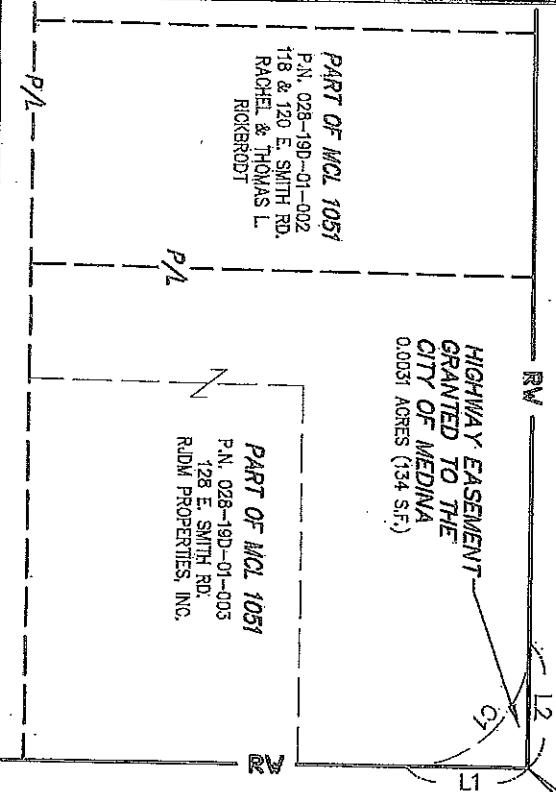 RW
HIGHWAY EASEMENT
GRANTED TO THE
CITY OF MEDINA
0.0031 ACRES (134 S.F.)
L2
C1
L1
PART OF MCL 1051
P.N. 028-19D-01-002
118 & 120 E. SMITH RD.
RACHEL & THOMAS L.
RICKBRODT
P/L
PART OF MCL 1051
P.N. 028-19D-01-003
128 E. SMITH RD.
RJDM PROPERTIES, INC.
RW
P/L